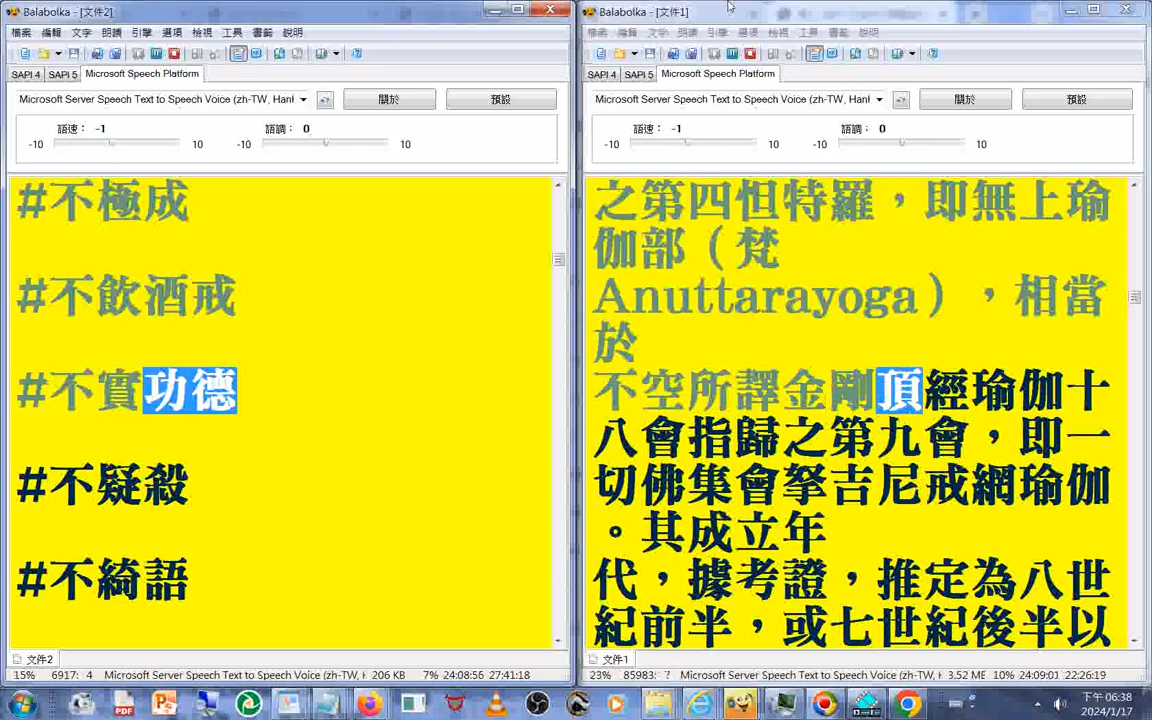 Balabolka - [文件2]
檔案 編輯 文字 朗讀 引擎 選項 檢視 工具 書籤 說明
SAPI 4 SAPI 5 Microsoft Speech Platform
Microsoft Server Speech Text to Speech Voice (zh-TW, Hanl
關於 預設
語速： -1 語調： 0
-10 10 -10 10
#不極成
#不飲酒戒
#不實功德
#不疑殺
#不綺語
文件2
15% 6917: 4 Microsoft Server Speech Text to Speech Voice (zh-TW, H 206 KB 7% 24:08:56 27:41:18
Balabolka - [文件1]
檔案 編輯 文字 朗讀 引擎 選項 檢視 工具 書籤 說明
SAPI 4 SAPI 5 Microsoft Speech Platform
Microsoft Server Speech Text to Speech Voice (zh-TW, Hanl
關於 預設
語速： -1 語調： 0
-10 10 -10 10
之第四怛特羅，即無上瑜
伽部（梵
Anuttarayoga），相當
於
不空所譯金剛頂經瑜伽十
八會指歸之第九會，即一
切佛集會拏吉尼戒網瑜伽
。其成立年
代，據考證，推定為八世
紀前半，或七世紀後半以
文件1
23% 85983: ? Microsoft Server Speech Text to Speech Voice (zh-TW, H 3.52 MB 10% 24:09:01 22:26:19
PDF
下午 06:38
2024/1/17